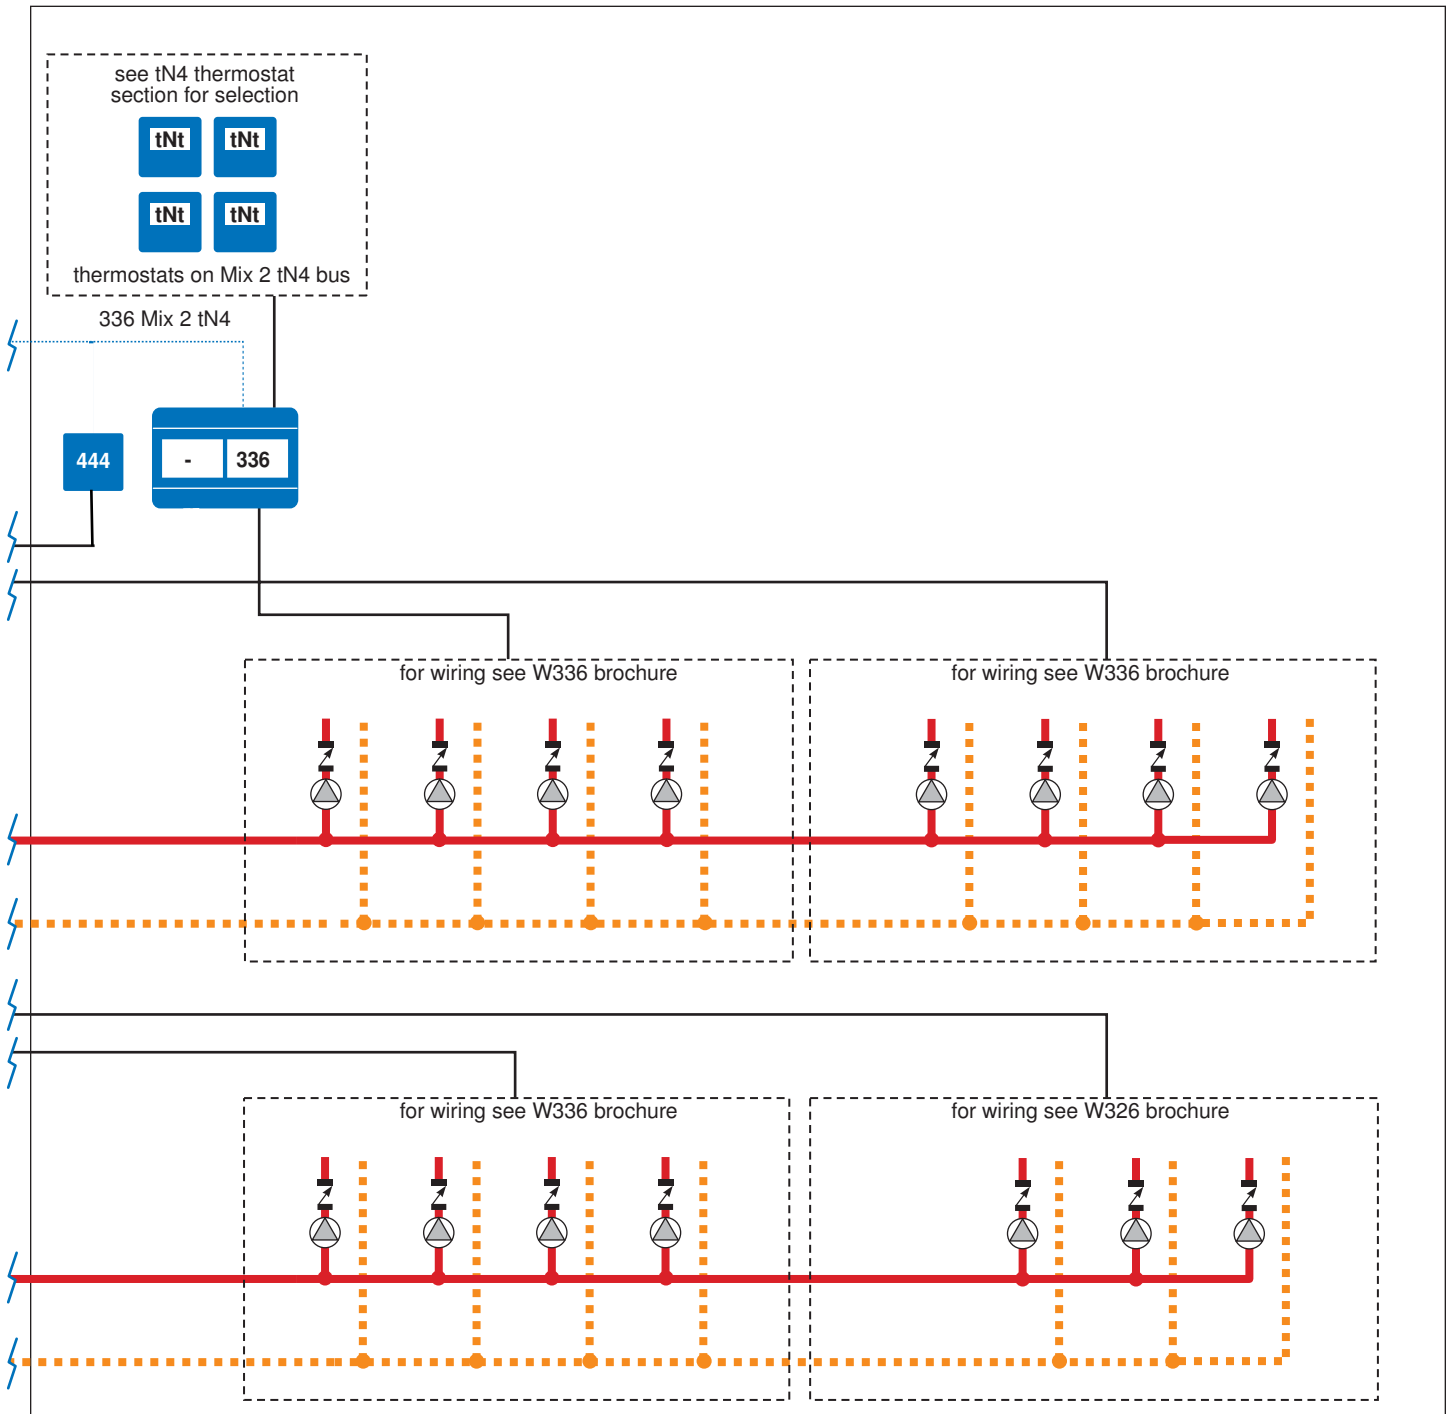 see tN4 thermostat
section for selection
tNt tNt
tNt tNt
thermostats on Mix 2 tN4 bus
336 Mix 2 tN4
444
- 336
for wiring see W336 brochure
for wiring see W336 brochure
for wiring see W336 brochure
for wiring see W326 brochure